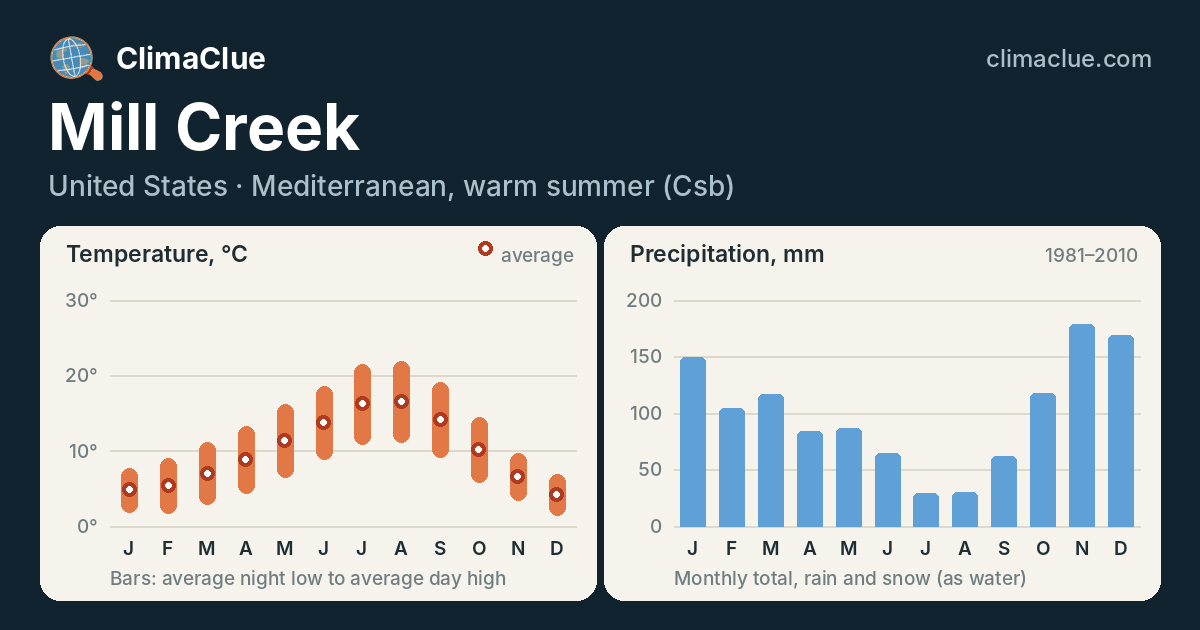 ClimaClue
climaclue.com
Mill Creek
United States · Mediterranean, warm summer (Csb)
Temperature, °C
average
30°
20°
10°
0°
J F M A M J J A S O N D
Bars: average night low to average day high
Precipitation, mm
1981–2010
200
150
100
50
0
J F M A M J J A S O N D
Monthly total, rain and snow (as water)